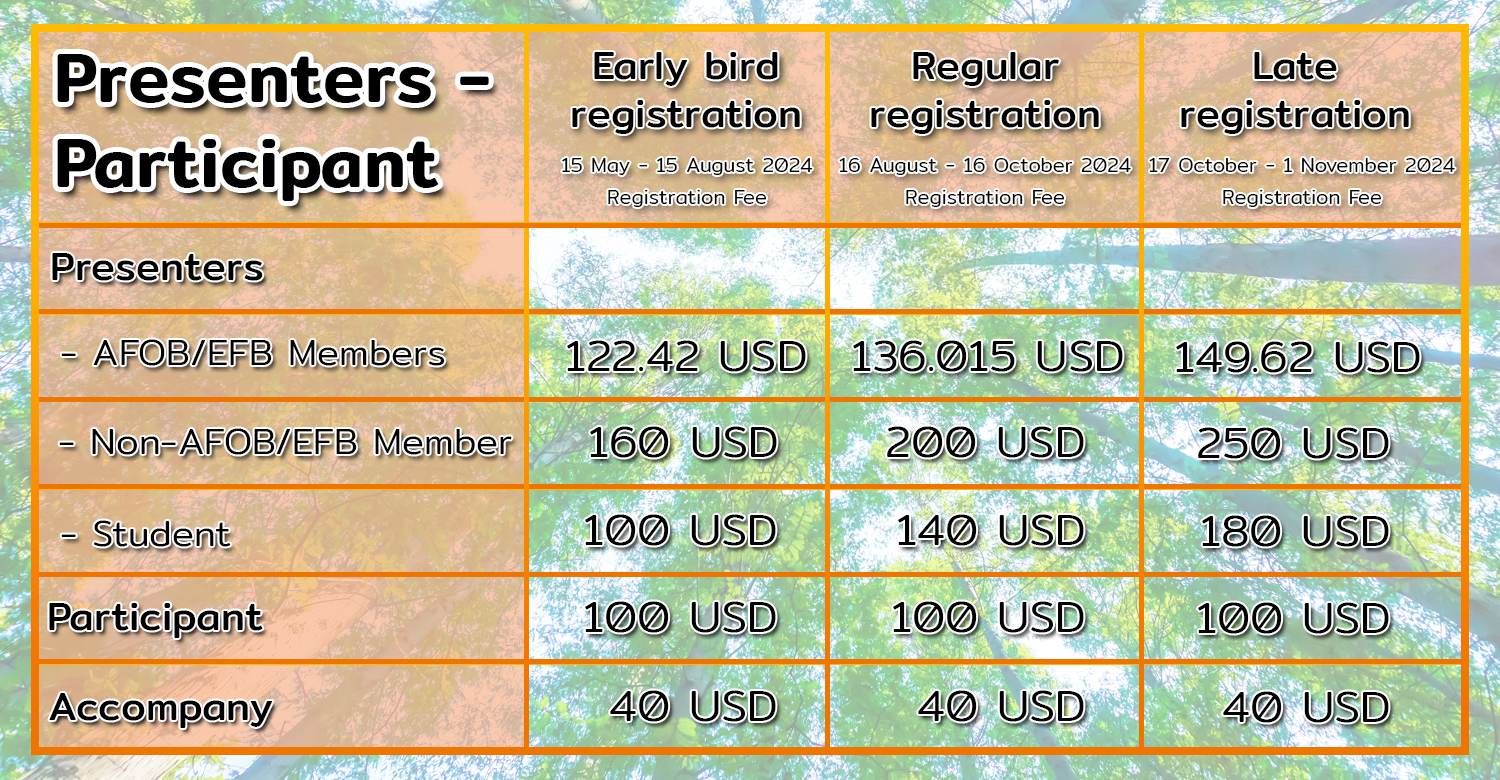 Presenters -
Participant
Early bird
registration
15 May - 15 August 2024
Registration Fee
Regular
registration
16 August - 16 October 2024
Registration Fee
Late
registration
17 October - 1 November 2024
Registration Fee
Presenters
- AFOB/EFB Members 122.42 USD 136.015 USD 149.62 USD
- Non-AFOB/EFB Member 160 USD 200 USD 250 USD
- Student 100 USD 140 USD 180 USD
Participant 100 USD 100 USD 100 USD
Accompany 40 USD 40 USD 40 USD